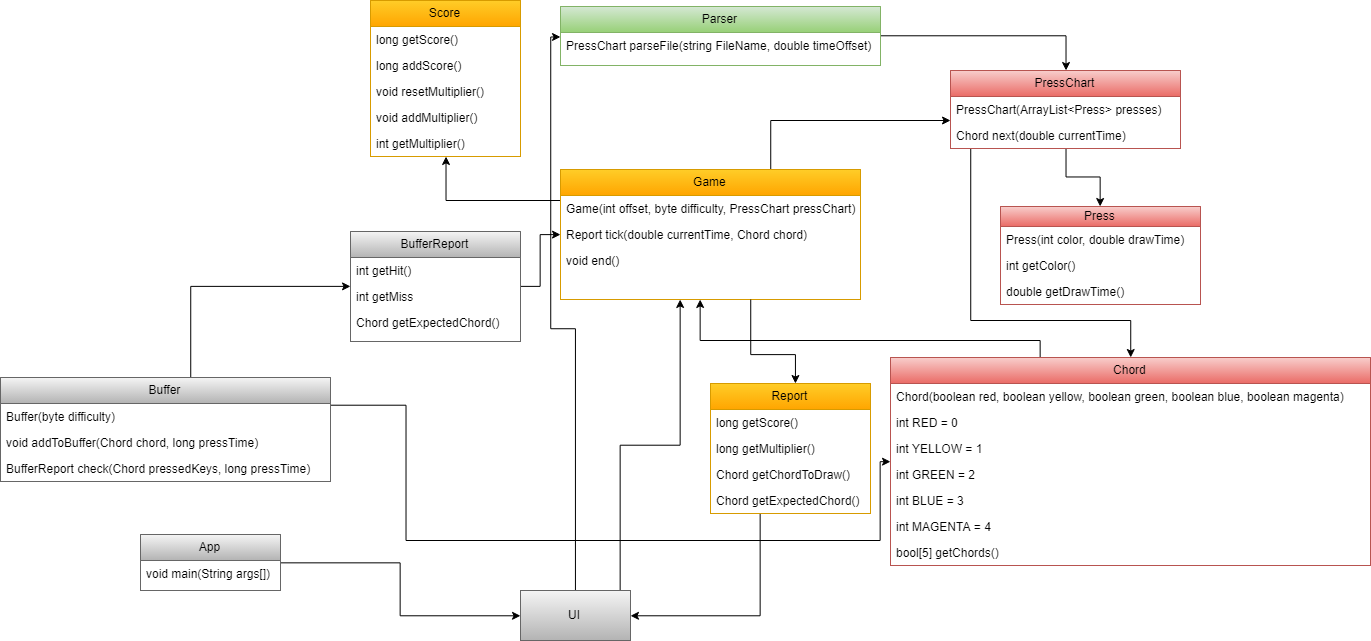 Score
long getScore()
long addScore()
void resetMultiplier()
void addMultiplier()
int getMultiplier()
Parser
PressChart parseFile(string FileName, double timeOffset)
PressChart
PressChart(ArrayList<Press> presses)
Chord next(double currentTime)
Game
Game(int offset, byte difficulty, PressChart pressChart)
Report tick(double currentTime, Chord chord)
void end()
Press
Press(int color, double drawTime)
int getColor()
double getDrawTime()
BufferReport
int getHit()
int getMiss
Chord getExpectedChord()
Buffer
Buffer(byte difficulty)
void addToBuffer(Chord chord, long pressTime)
BufferReport check(Chord pressedKeys, long pressTime)
Report
long getScore()
long getMultiplier()
Chord getChordToDraw()
Chord getExpectedChord()
Chord
Chord(boolean red, boolean yellow, boolean green, boolean blue, boolean magenta)
int RED = 0
int YELLOW = 1
int GREEN = 2
int BLUE = 3
int MAGENTA = 4
bool[5] getChords()
App
void main(String args[])
UI